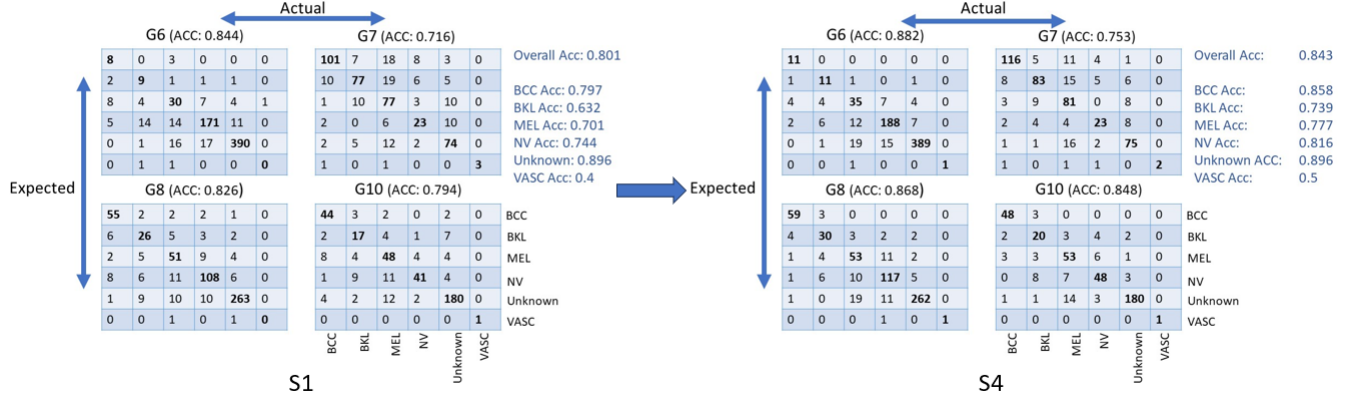 Actual
G6 (ACC: 0.844)
8 0 3 0 0 0
2 9 1 1 1 0
8 4 30 7 4 1
5 14 14 171 11 0
0 1 16 17 390 0
0 1 1 0 0 0
G7 (ACC: 0.716)
101 7 18 8 3 0
10 77 19 6 5 0
1 10 77 3 10 0
2 0 6 23 10 0
2 5 12 2 74 0
0 1 0 0 0 3
Overall Acc: 0.801
BCC Acc: 0.797
BKL Acc: 0.632
MEL Acc: 0.701
NV Acc: 0.744
Unknown: 0.896
VASC Acc: 0.4
Expected
G8 (ACC: 0.826)
55 2 2 2 1 0
6 26 5 3 2 0
2 5 51 9 4 0
8 6 11 108 6 0
1 9 10 10 263 0
0 0 1 0 1 0
G10 (ACC: 0.794)
44 3 2 0 2 0 BCC
2 17 4 1 7 0 BKL
8 4 48 4 4 0 MEL
1 9 11 41 4 0 NV
4 2 12 2 180 0 Unknown
0 0 0 0 0 1 VASC
BCC BKL MEL NV Unknown VASC
S1
Actual
G6 (ACC: 0.882)
11 0 0 0 0 0
1 11 1 0 1 0
4 4 35 7 4 0
2 6 12 188 7 0
0 1 19 15 389 0
0 1 0 0 0 1
G7 (ACC: 0.753)
116 5 11 4 1 0
8 83 15 5 6 0
3 9 81 0 8 0
2 4 4 23 8 0
1 1 16 2 75 0
1 0 1 1 0 2
Overall Acc: 0.843
BCC Acc: 0.858
BKL Acc: 0.739
MEL Acc: 0.777
NV Acc: 0.816
Unknown ACC: 0.896
VASC Acc: 0.5
Expected
G8 (ACC: 0.868)
59 3 0 0 0 0
4 30 3 2 2 0
1 4 53 11 2 0
1 6 10 117 5 0
1 0 19 11 262 0
0 0 0 1 0 1
G10 (ACC: 0.848)
48 3 0 0 0 0 BCC
2 20 3 4 2 0 BKL
3 3 53 6 1 0 MEL
0 8 7 48 3 0 NV
1 1 14 3 180 0 Unknown
0 0 0 0 0 1 VASC
BCC BKL MEL NV Unknown VASC
S4